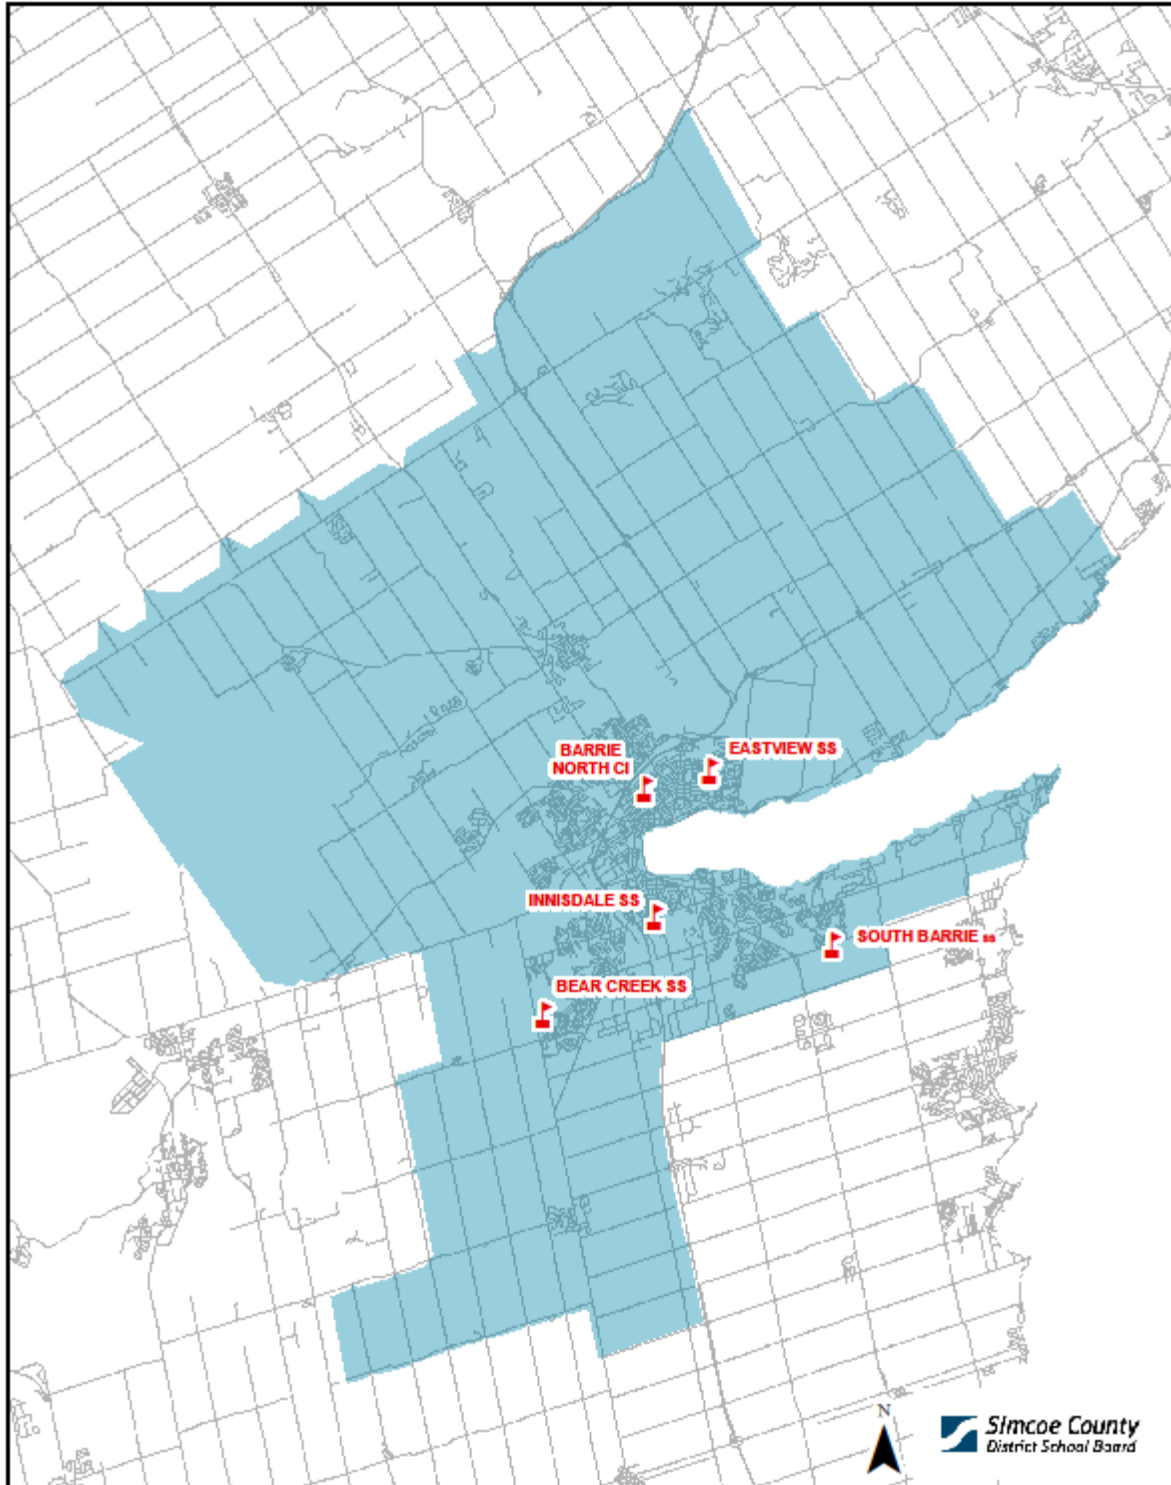 BARRIE
NORTH CI
EASTVIEW SS
INNISDALE SS
SOUTH BARRIE ss
BEAR CREEK SS
N
Simcoe County
District School Board